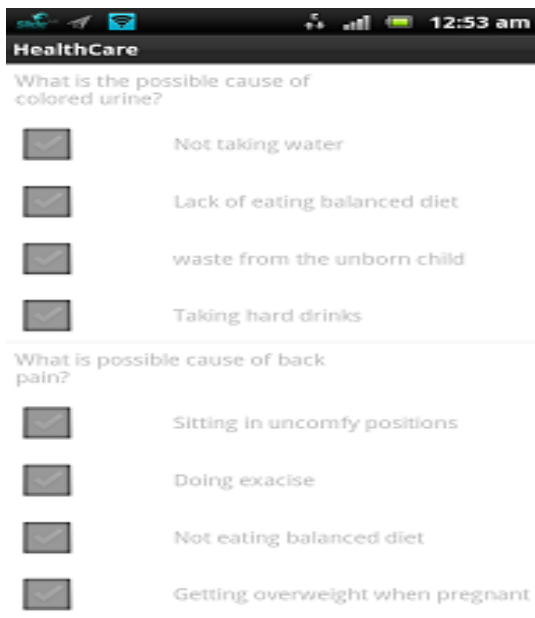 12:53 am
HealthCare
What is the possible cause of
colored urine?
Not taking water
Lack of eating balanced diet
waste from the unborn child
Taking hard drinks
What is possible cause of back
pain?
Sitting in uncomfy positions
Doing exacise
Not eating balanced diet
Getting overweight when pregnant